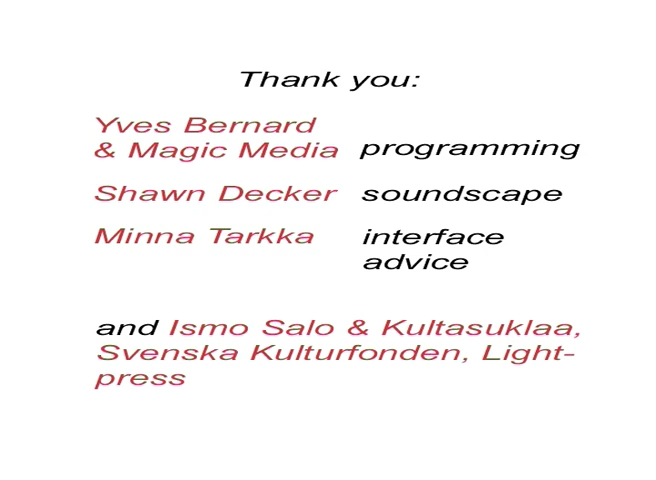 Thank you:
Yves Bernard
& Magic Media programming
Shawn Decker soundscape
Minna Tarkka interface
advice
and Ismo Salo & Kultasuklaa,
Svenska Kulturfonden, Light-
press